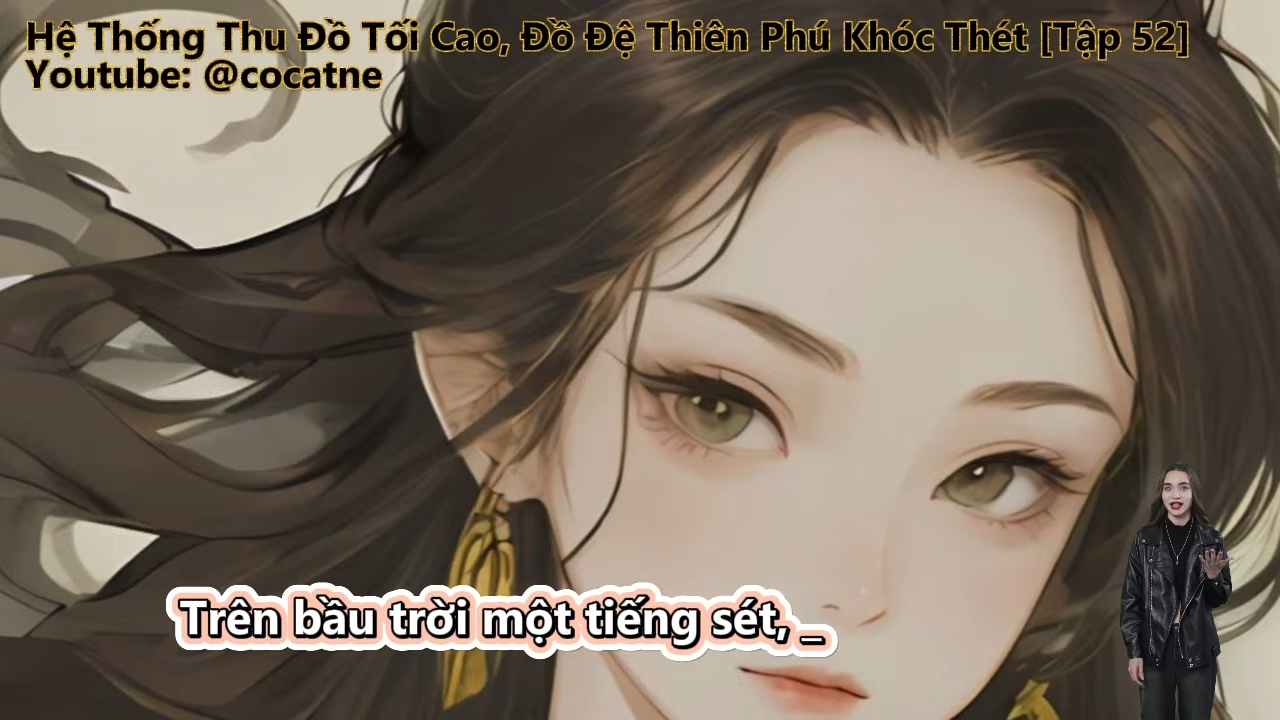 Hệ Thống Thu Đồ Tối Cao, Đồ Đệ Thiên Phú Khóc Thét [Tập 52]
Youtube: @cocatne
Trên bầu trời một tiếng sét, _